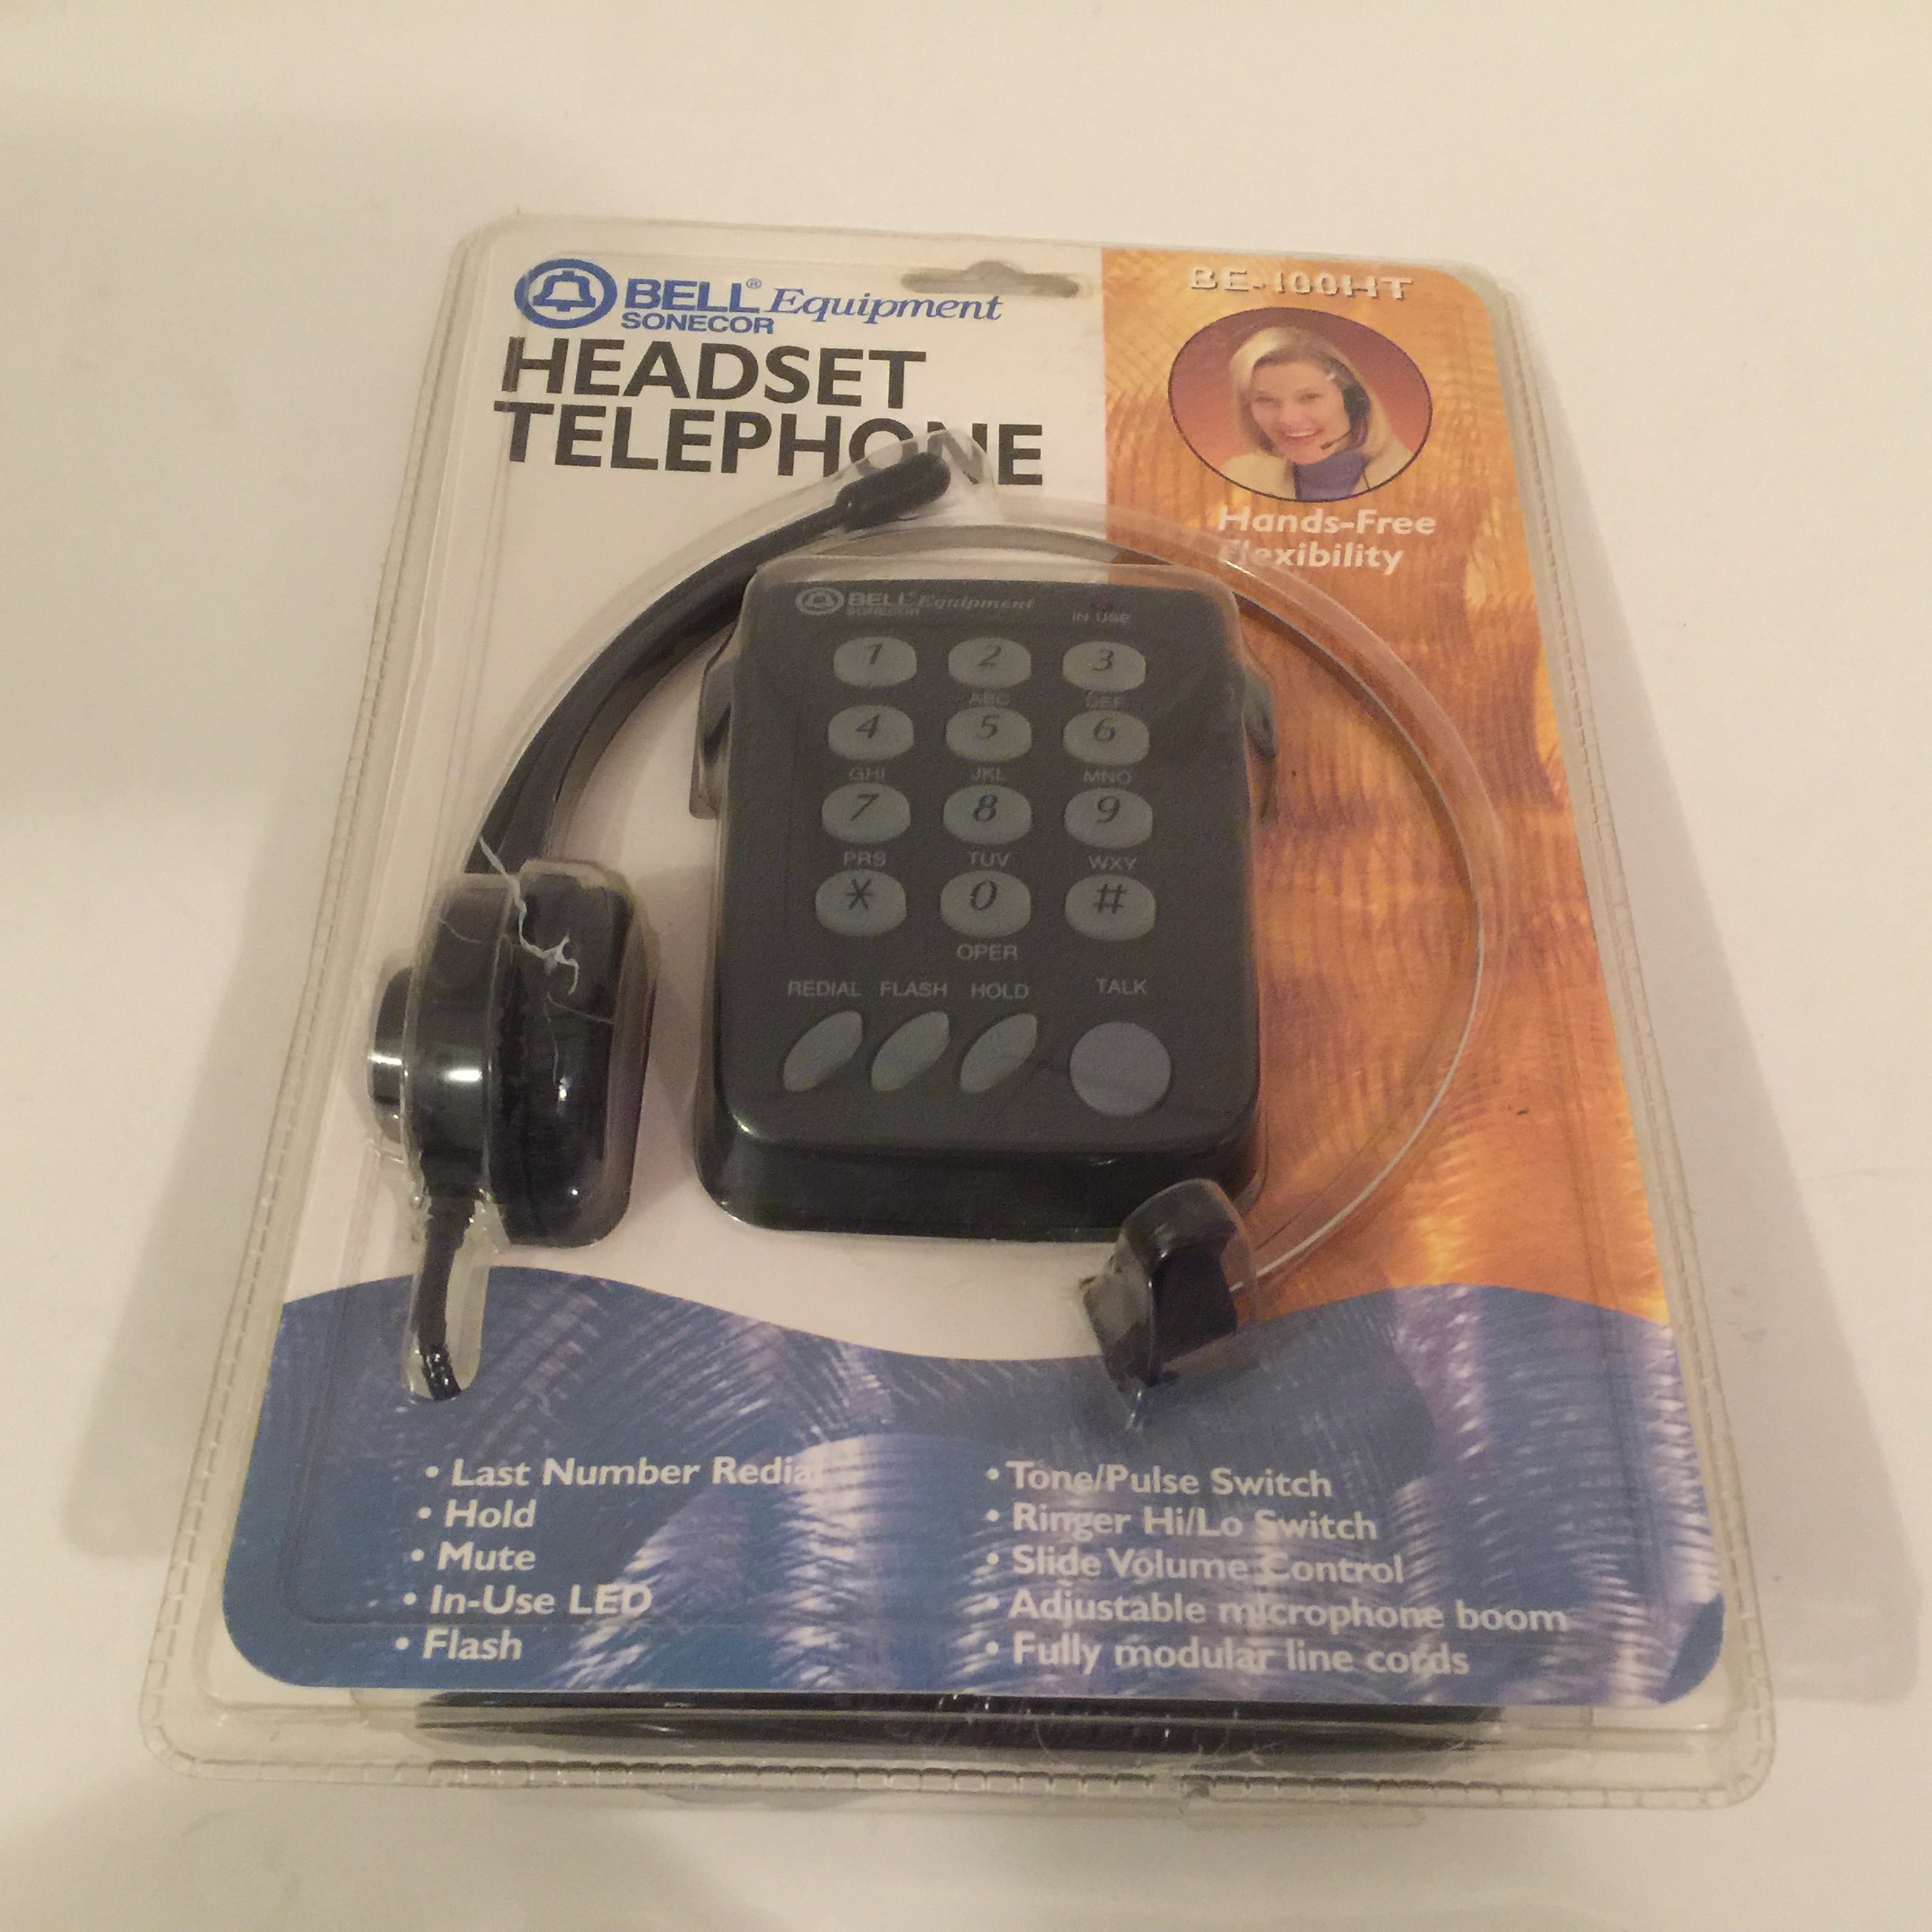 BELL® Equipment
SONECOR
HEADSET
TELEPHONE
BE-100HT
Hands-Free
Flexibility
BELL® Equipment
SONECOR
IN USE
1 2 3
ABC DEF
4 5 6
GHI JKL MNO
7 8 9
PRS TUV WXY
* 0 #
OPER
REDIAL FLASH HOLD TALK
• Last Number Redial
• Hold
• Mute
• In-Use LED
• Flash
• Tone/Pulse Switch
• Ringer Hi/Lo Switch
• Slide Volume Control
• Adjustable microphone boom
• Fully modular line cords